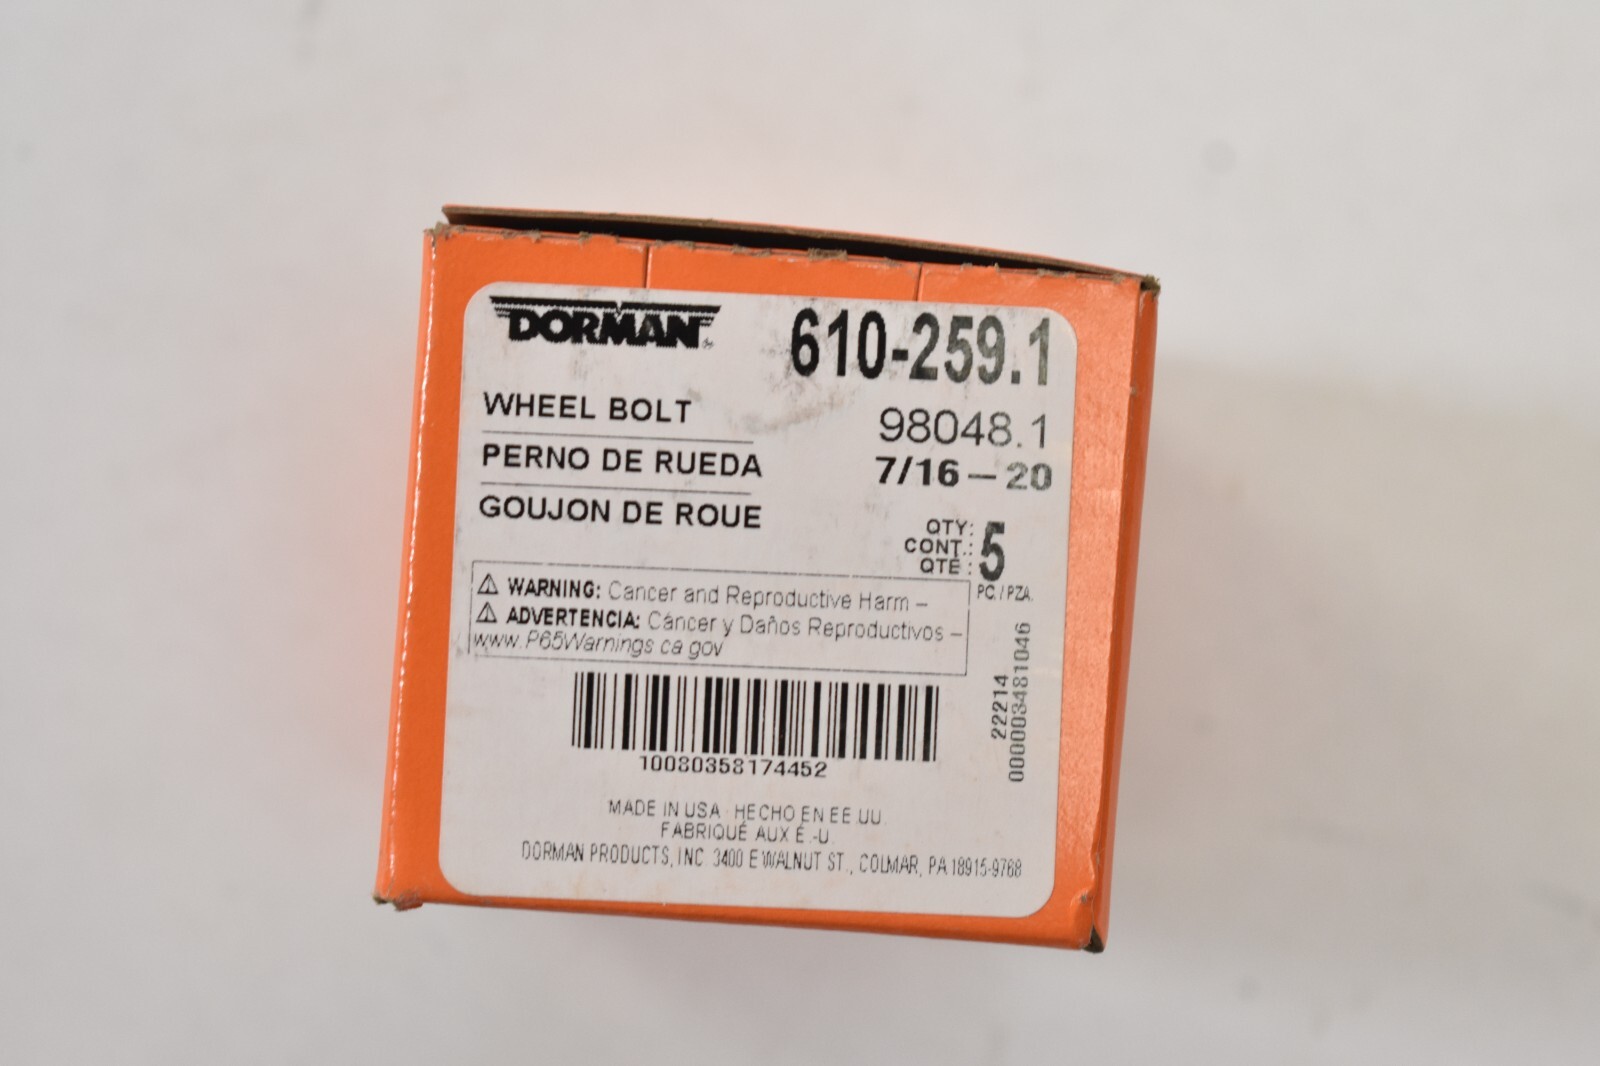 DORMAN
610-259.1
WHEEL BOLT
98048.1
PERNO DE RUEDA
7/16-20
GOUJON DE ROUE
QTY:
CONT.:
QTÉ :
5
PC./PZA.
⚠ WARNING: Cancer and Reproductive Harm –
⚠ ADVERTENCIA: Cáncer y Daños Reproductivos –
www.P65Warnings.ca.gov
22214
0000003481046
10080358174452
MADE IN USA · HECHO EN EE.UU.
FABRIQUÉ AUX É.-U.
DORMAN PRODUCTS, INC. 3400 E WALNUT ST., COLMAR, PA 18915-9768